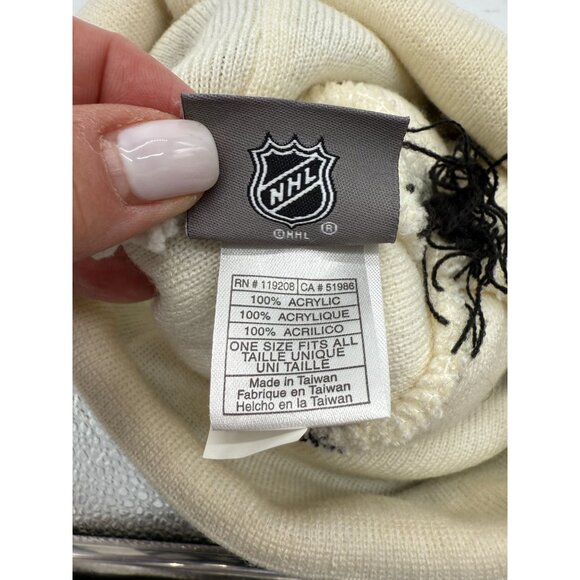 NHL
©NHL ®
RN # 119208 CA # 51986
100% ACRYLIC
100% ACRYLIQUE
100% ACRILICO
ONE SIZE FITS ALL
TAILLE UNIQUE
UNI TAILLE
Made in Taiwan
Fabrique en Taiwan
Helcho en la Taiwan